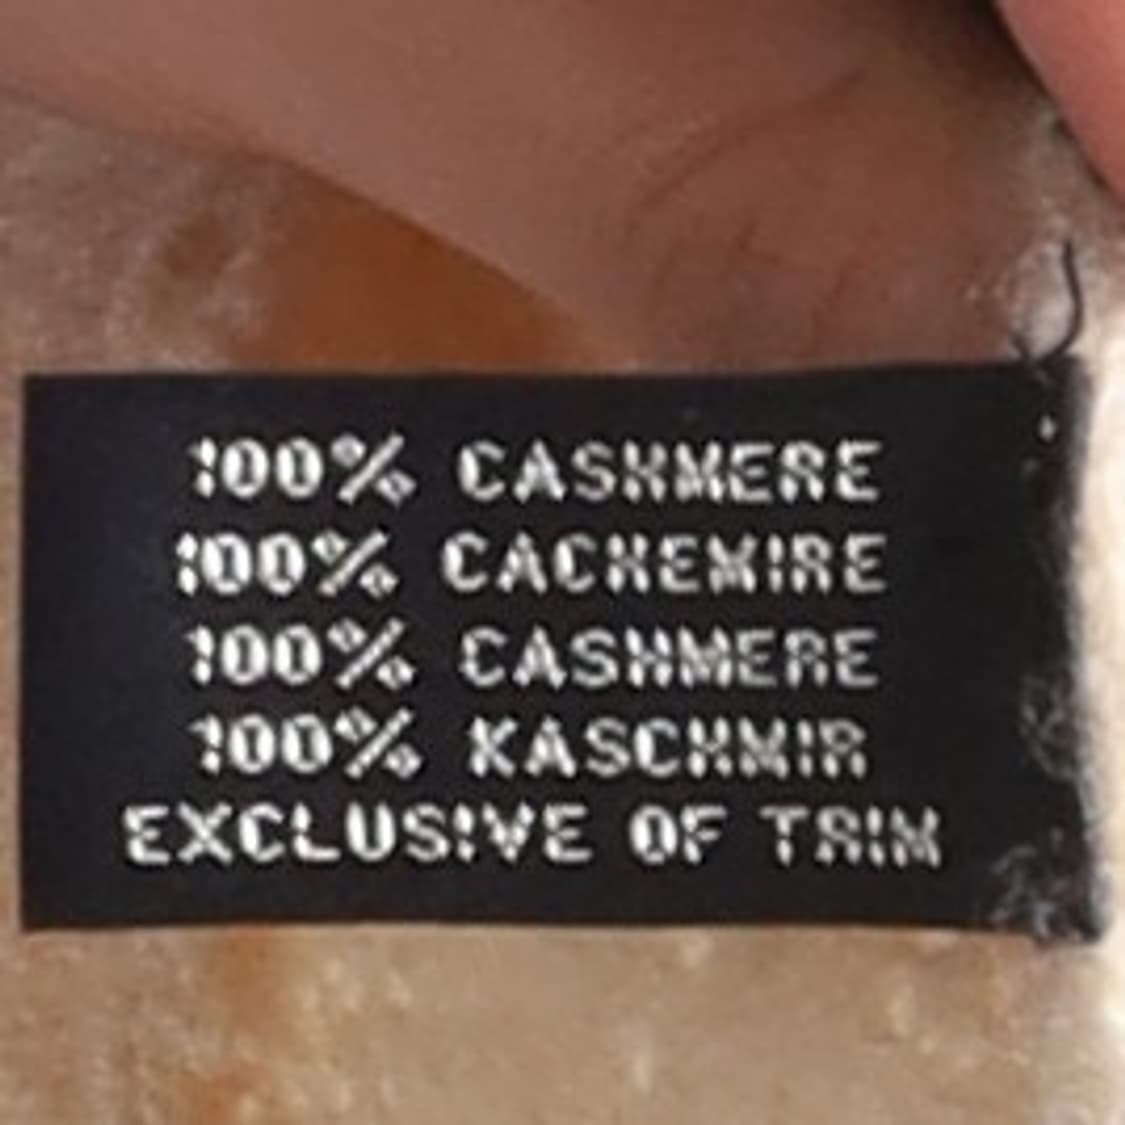 100% CASHMERE
100% CACHEMIRE
100% CASHMERE
100% KASCHMIR
EXCLUSIVE OF TRIM